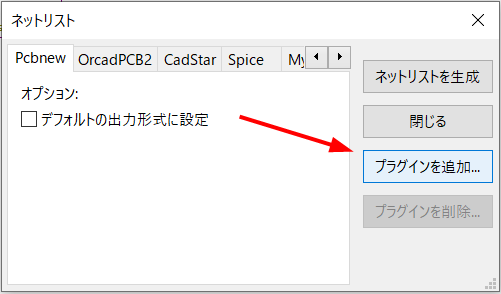 ネットリスト
Pcbnew OrcadPCB2 CadStar Spice My
オプション:
デフォルトの出力形式に設定
ネットリストを生成
閉じる
プラグインを追加...
プラグインを削除...